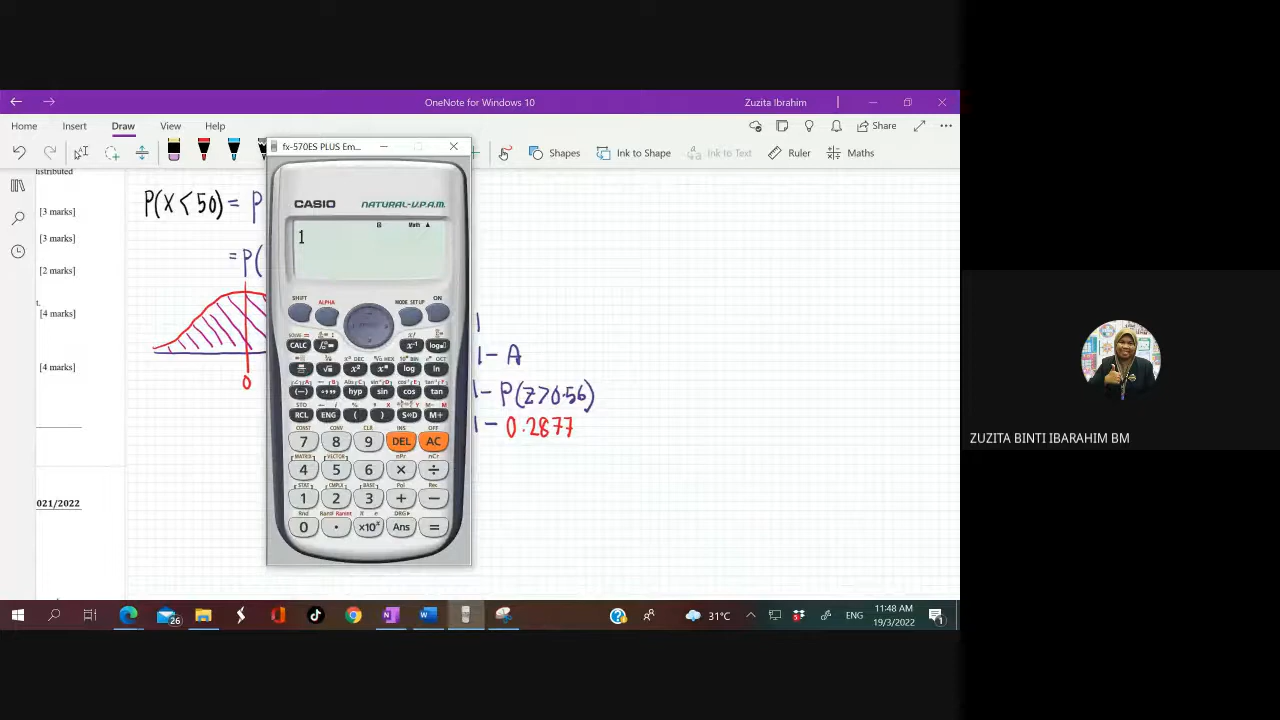 OneNote for Windows 10
Zuzita Ibrahim
Home Insert Draw View Help
Share
Shapes
Ink to Shape
Ink to Text
Ruler
Maths
fx-570ES PLUS Em...
istributed
[3 marks]
[3 marks]
[2 marks]
t.
[4 marks]
[4 marks]
021/2022
P(X < 50) = P
= P(
0
CASIO
NATURAL-V.P.A.M.
Math
1
SHIFT ALPHA MODE SETUP ON
CALC
log
ln
(−) hyp sin cos tan
RCL ENG ( ) S⇔D M+
7 8 9 DEL AC
4 5 6 × ÷
1 2 3 + −
0 . ×10ˣ Ans =
1
1 − A
1 − P(Z > 0.56)
1 − 0.2877
ZUZITA BINTI IBARAHIM BM
26
31°C
ENG
11:48 AM
19/3/2022
1